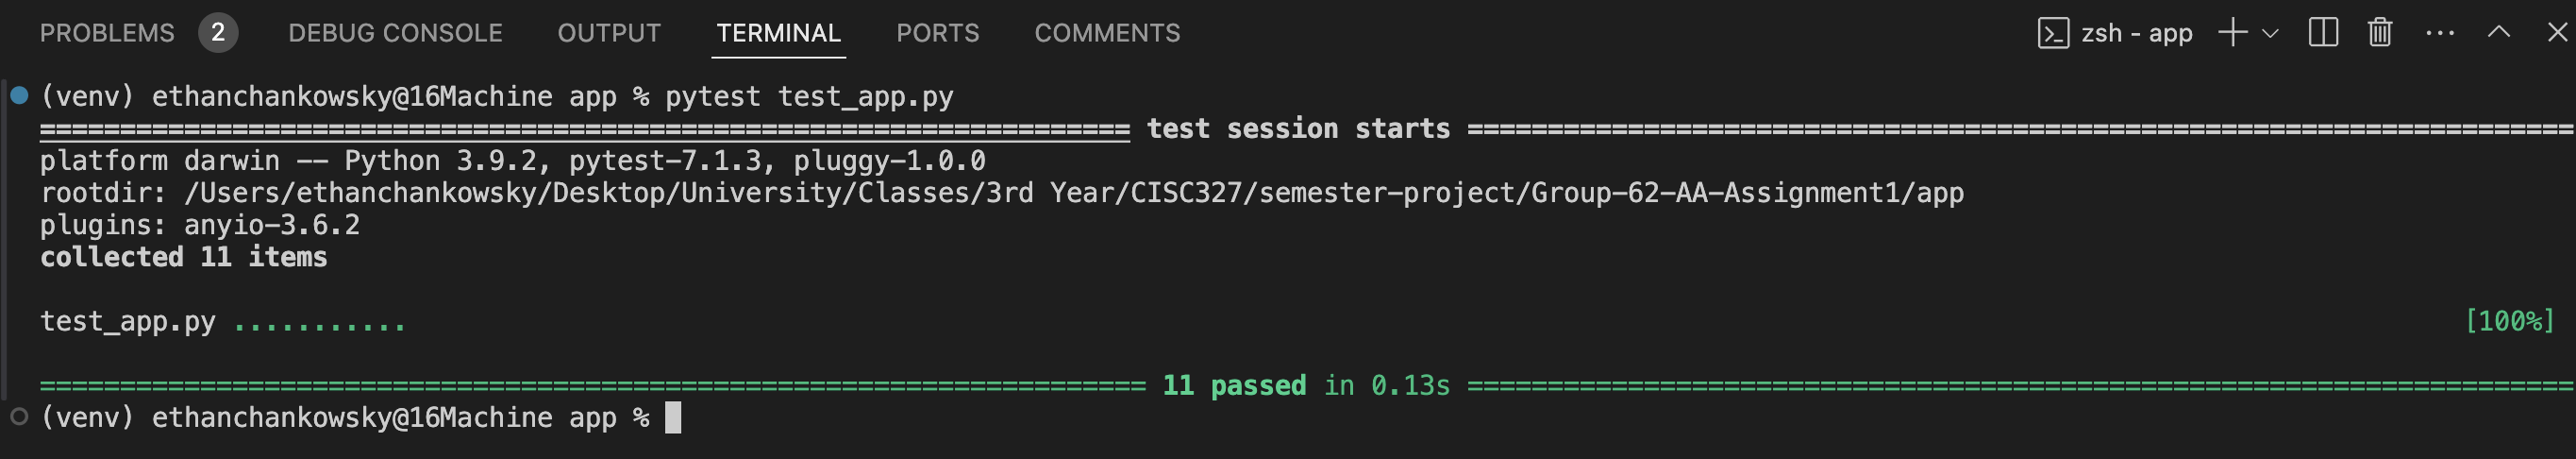 PROBLEMS 2 DEBUG CONSOLE OUTPUT TERMINAL PORTS COMMENTS zsh - app
(venv) ethanchankowsky@16Machine app % pytest test_app.py
==================================================================== test session starts =====================================================================
platform darwin -- Python 3.9.2, pytest-7.1.3, pluggy-1.0.0
rootdir: /Users/ethanchankowsky/Desktop/University/Classes/3rd Year/CISC327/semester-project/Group-62-AA-Assignment1/app
plugins: anyio-3.6.2
collected 11 items
test_app.py ........... [100%]
===================================================================== 11 passed in 0.13s =====================================================================
(venv) ethanchankowsky@16Machine app %